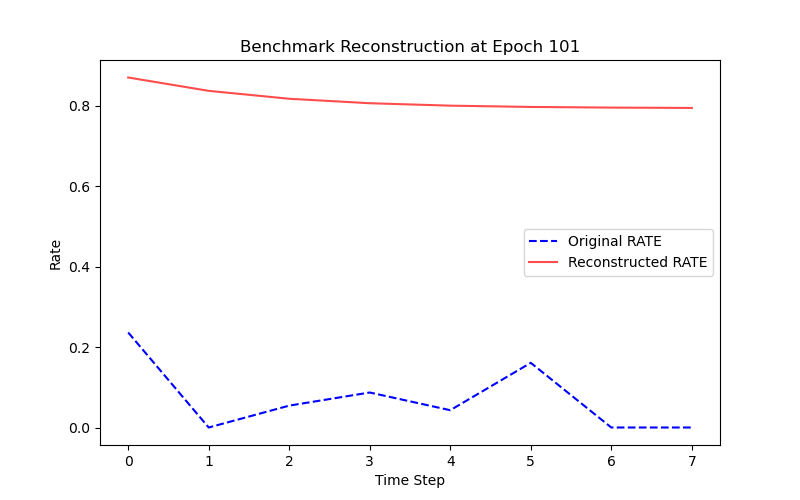 Benchmark Reconstruction at Epoch 101
Rate
0.8
0.6
0.4
0.2
0.0
Original RATE
Reconstructed RATE
0 1 2 3 4 5 6 7
Time Step